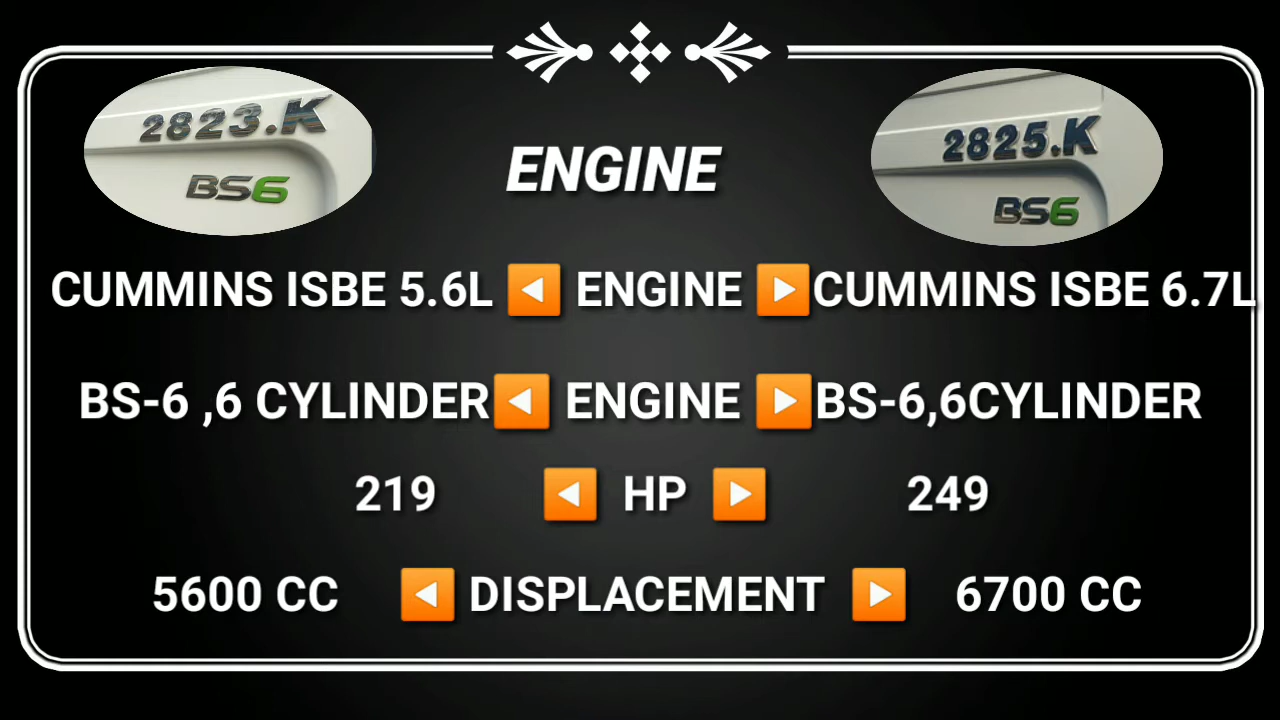 2823.K
BS6
2825.K
BS6
ENGINE
CUMMINS ISBE 5.6L ◀ ENGINE ▶ CUMMINS ISBE 6.7L
BS-6 ,6 CYLINDER ◀ ENGINE ▶ BS-6,6CYLINDER
219 ◀ HP ▶ 249
5600 CC ◀ DISPLACEMENT ▶ 6700 CC